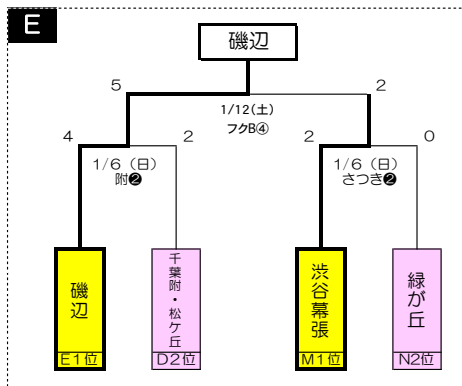 E
磯辺
5
2
1/12(土)
フクB④
4
2
2
0
1/6（日）
附❷
1/6（日）
さつき❷
磯辺
千葉附・松ケ丘
渋谷幕張
緑が丘
E1位
D2位
M1位
N2位